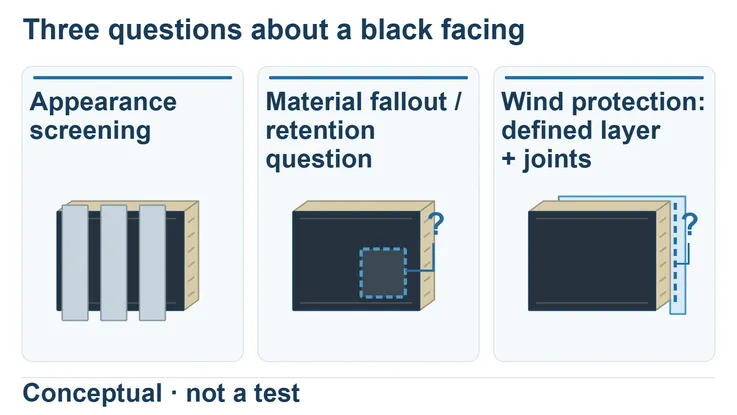 Three questions about a black facing
Appearance
screening
Material fallout /
retention
question
?
Wind protection:
defined layer
+ joints
?
Conceptual · not a test